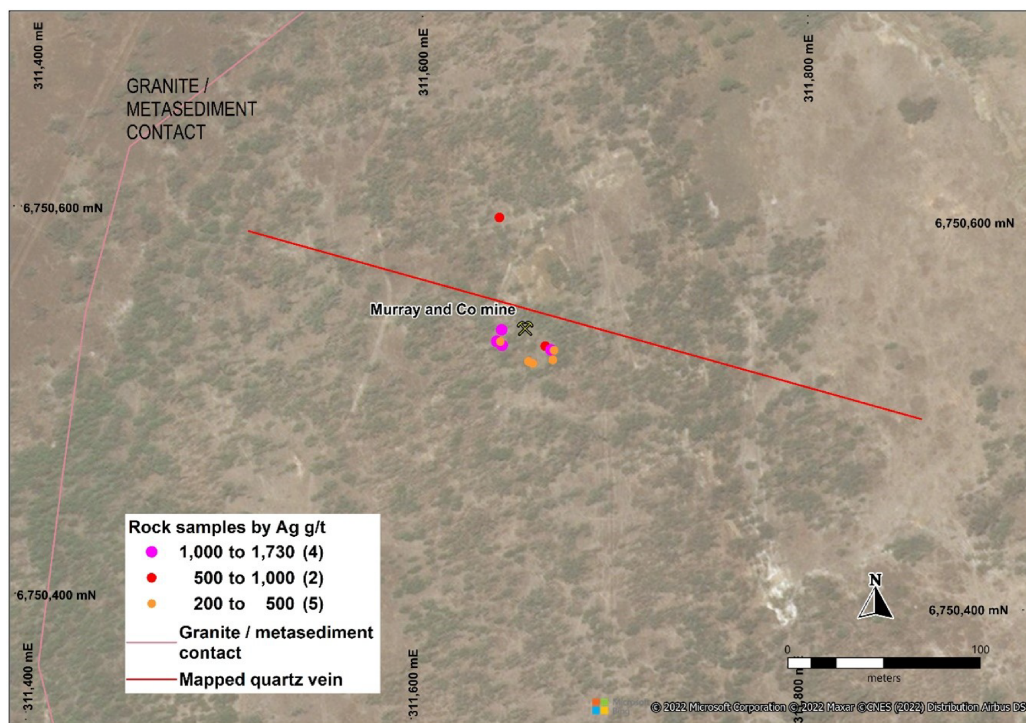 311,400 mE
311,600 mE
311,800 mE
GRANITE /
METASEDIMENT
CONTACT
6,750,600 mN
6,750,600 mN
Murray and Co mine
Rock samples by Ag g/t
1,000 to 1,730 (4)
500 to 1,000 (2)
200 to 500 (5)
Granite / metasediment
contact
Mapped quartz vein
6,750,400 mN
N
6,750,400 mN
0 100
meters
311,400 mE
311,600 mE
311,800 mE
© 2022 Microsoft Corporation © 2022 Maxar ©CNES (2022) Distribution Airbus DS